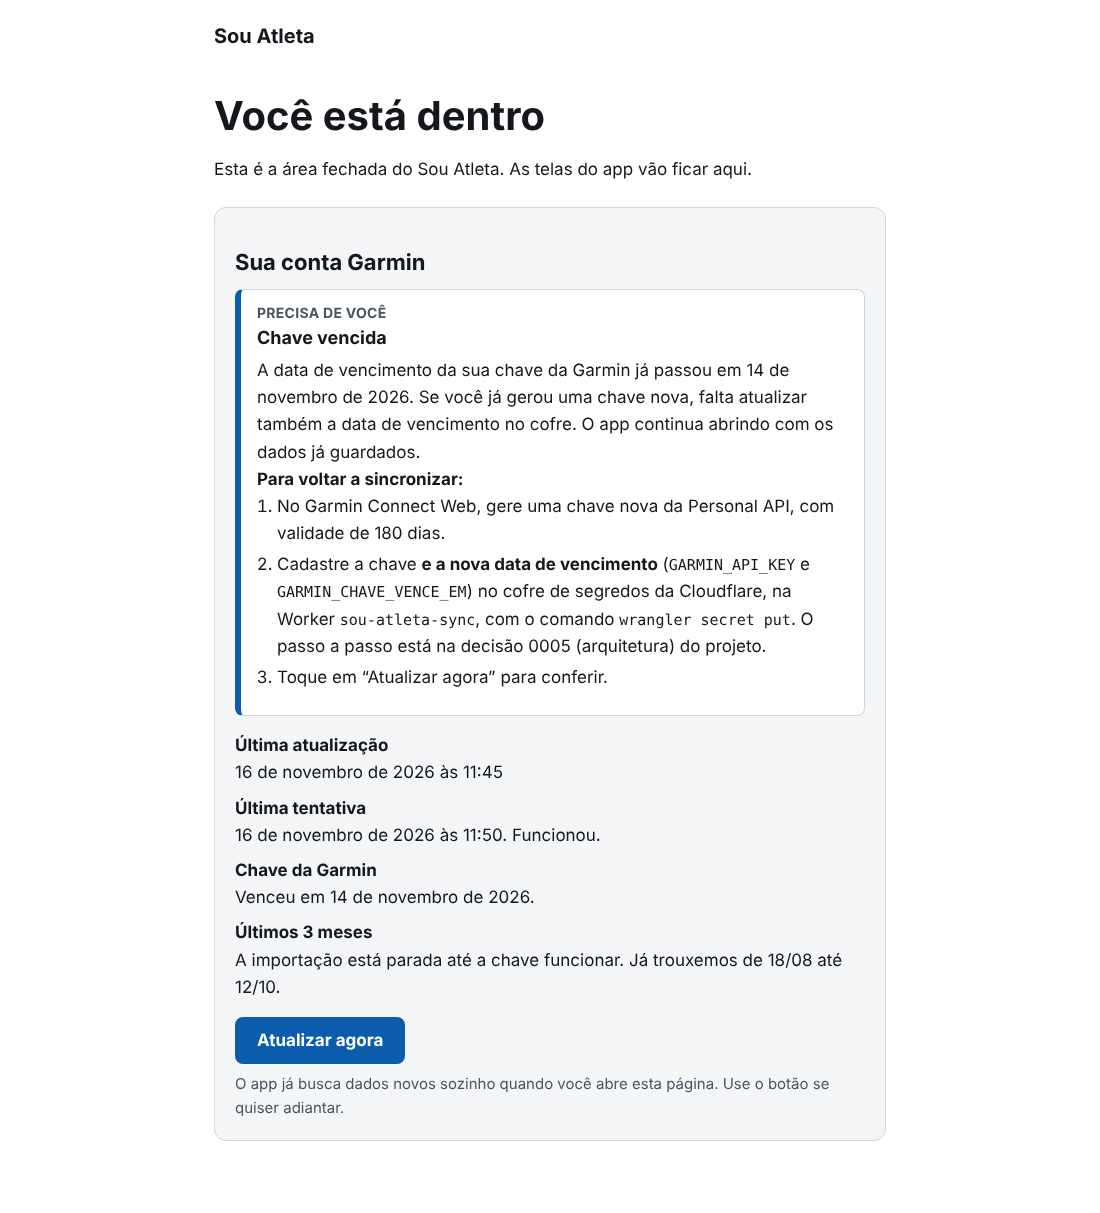 Sou Atleta
Você está dentro
Esta é a área fechada do Sou Atleta. As telas do app vão ficar aqui.
Sua conta Garmin
PRECISA DE VOCÊ
Chave vencida
A data de vencimento da sua chave da Garmin já passou em 14 de
novembro de 2026. Se você já gerou uma chave nova, falta atualizar
também a data de vencimento no cofre. O app continua abrindo com os
dados já guardados.
Para voltar a sincronizar:
1. No Garmin Connect Web, gere uma chave nova da Personal API, com
validade de 180 dias.
2. Cadastre a chave e a nova data de vencimento (GARMIN_API_KEY e
GARMIN_CHAVE_VENCE_EM) no cofre de segredos da Cloudflare, na
Worker sou-atleta-sync, com o comando wrangler secret put. O
passo a passo está na decisão 0005 (arquitetura) do projeto.
3. Toque em “Atualizar agora” para conferir.
Última atualização
16 de novembro de 2026 às 11:45
Última tentativa
16 de novembro de 2026 às 11:50. Funcionou.
Chave da Garmin
Venceu em 14 de novembro de 2026.
Últimos 3 meses
A importação está parada até a chave funcionar. Já trouxemos de 18/08 até
12/10.
Atualizar agora
O app já busca dados novos sozinho quando você abre esta página. Use o botão se
quiser adiantar.